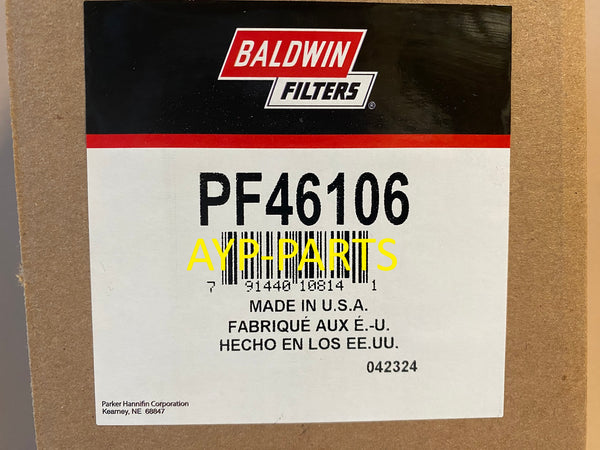 BALDWIN
FILTERS®
PF46106
AYP-PARTS
7 91440 10814 1
MADE IN U.S.A.
FABRIQUÉ AUX É.-U.
HECHO EN LOS EE.UU.
042324
Parker Hannifin Corporation
Kearney, NE 68847